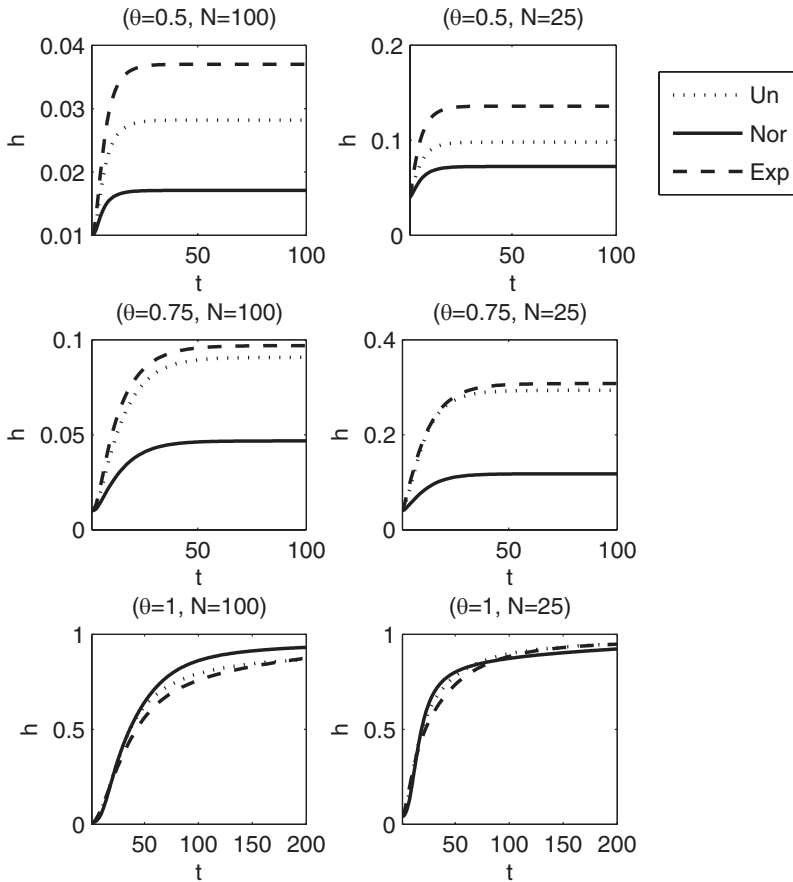 (θ=0.5, N=100)
0.04
0.03
0.02
0.01
h
50
100
t
(θ=0.5, N=25)
0.2
0.1
0
h
50
100
t
Un
Nor
Exp
(θ=0.75, N=100)
0.1
0.05
0
h
50
100
t
(θ=0.75, N=25)
0.4
0.2
0
h
50
100
t
(θ=1, N=100)
1
0.5
0
h
50
100
150
200
t
(θ=1, N=25)
1
0.5
0
h
50
100
150
200
t